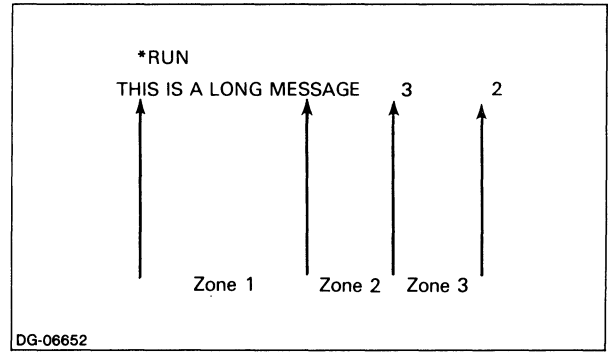 *RUN
THIS IS A LONG MESSAGE 3 2
Zone 1 Zone 2 Zone 3
DG-06652